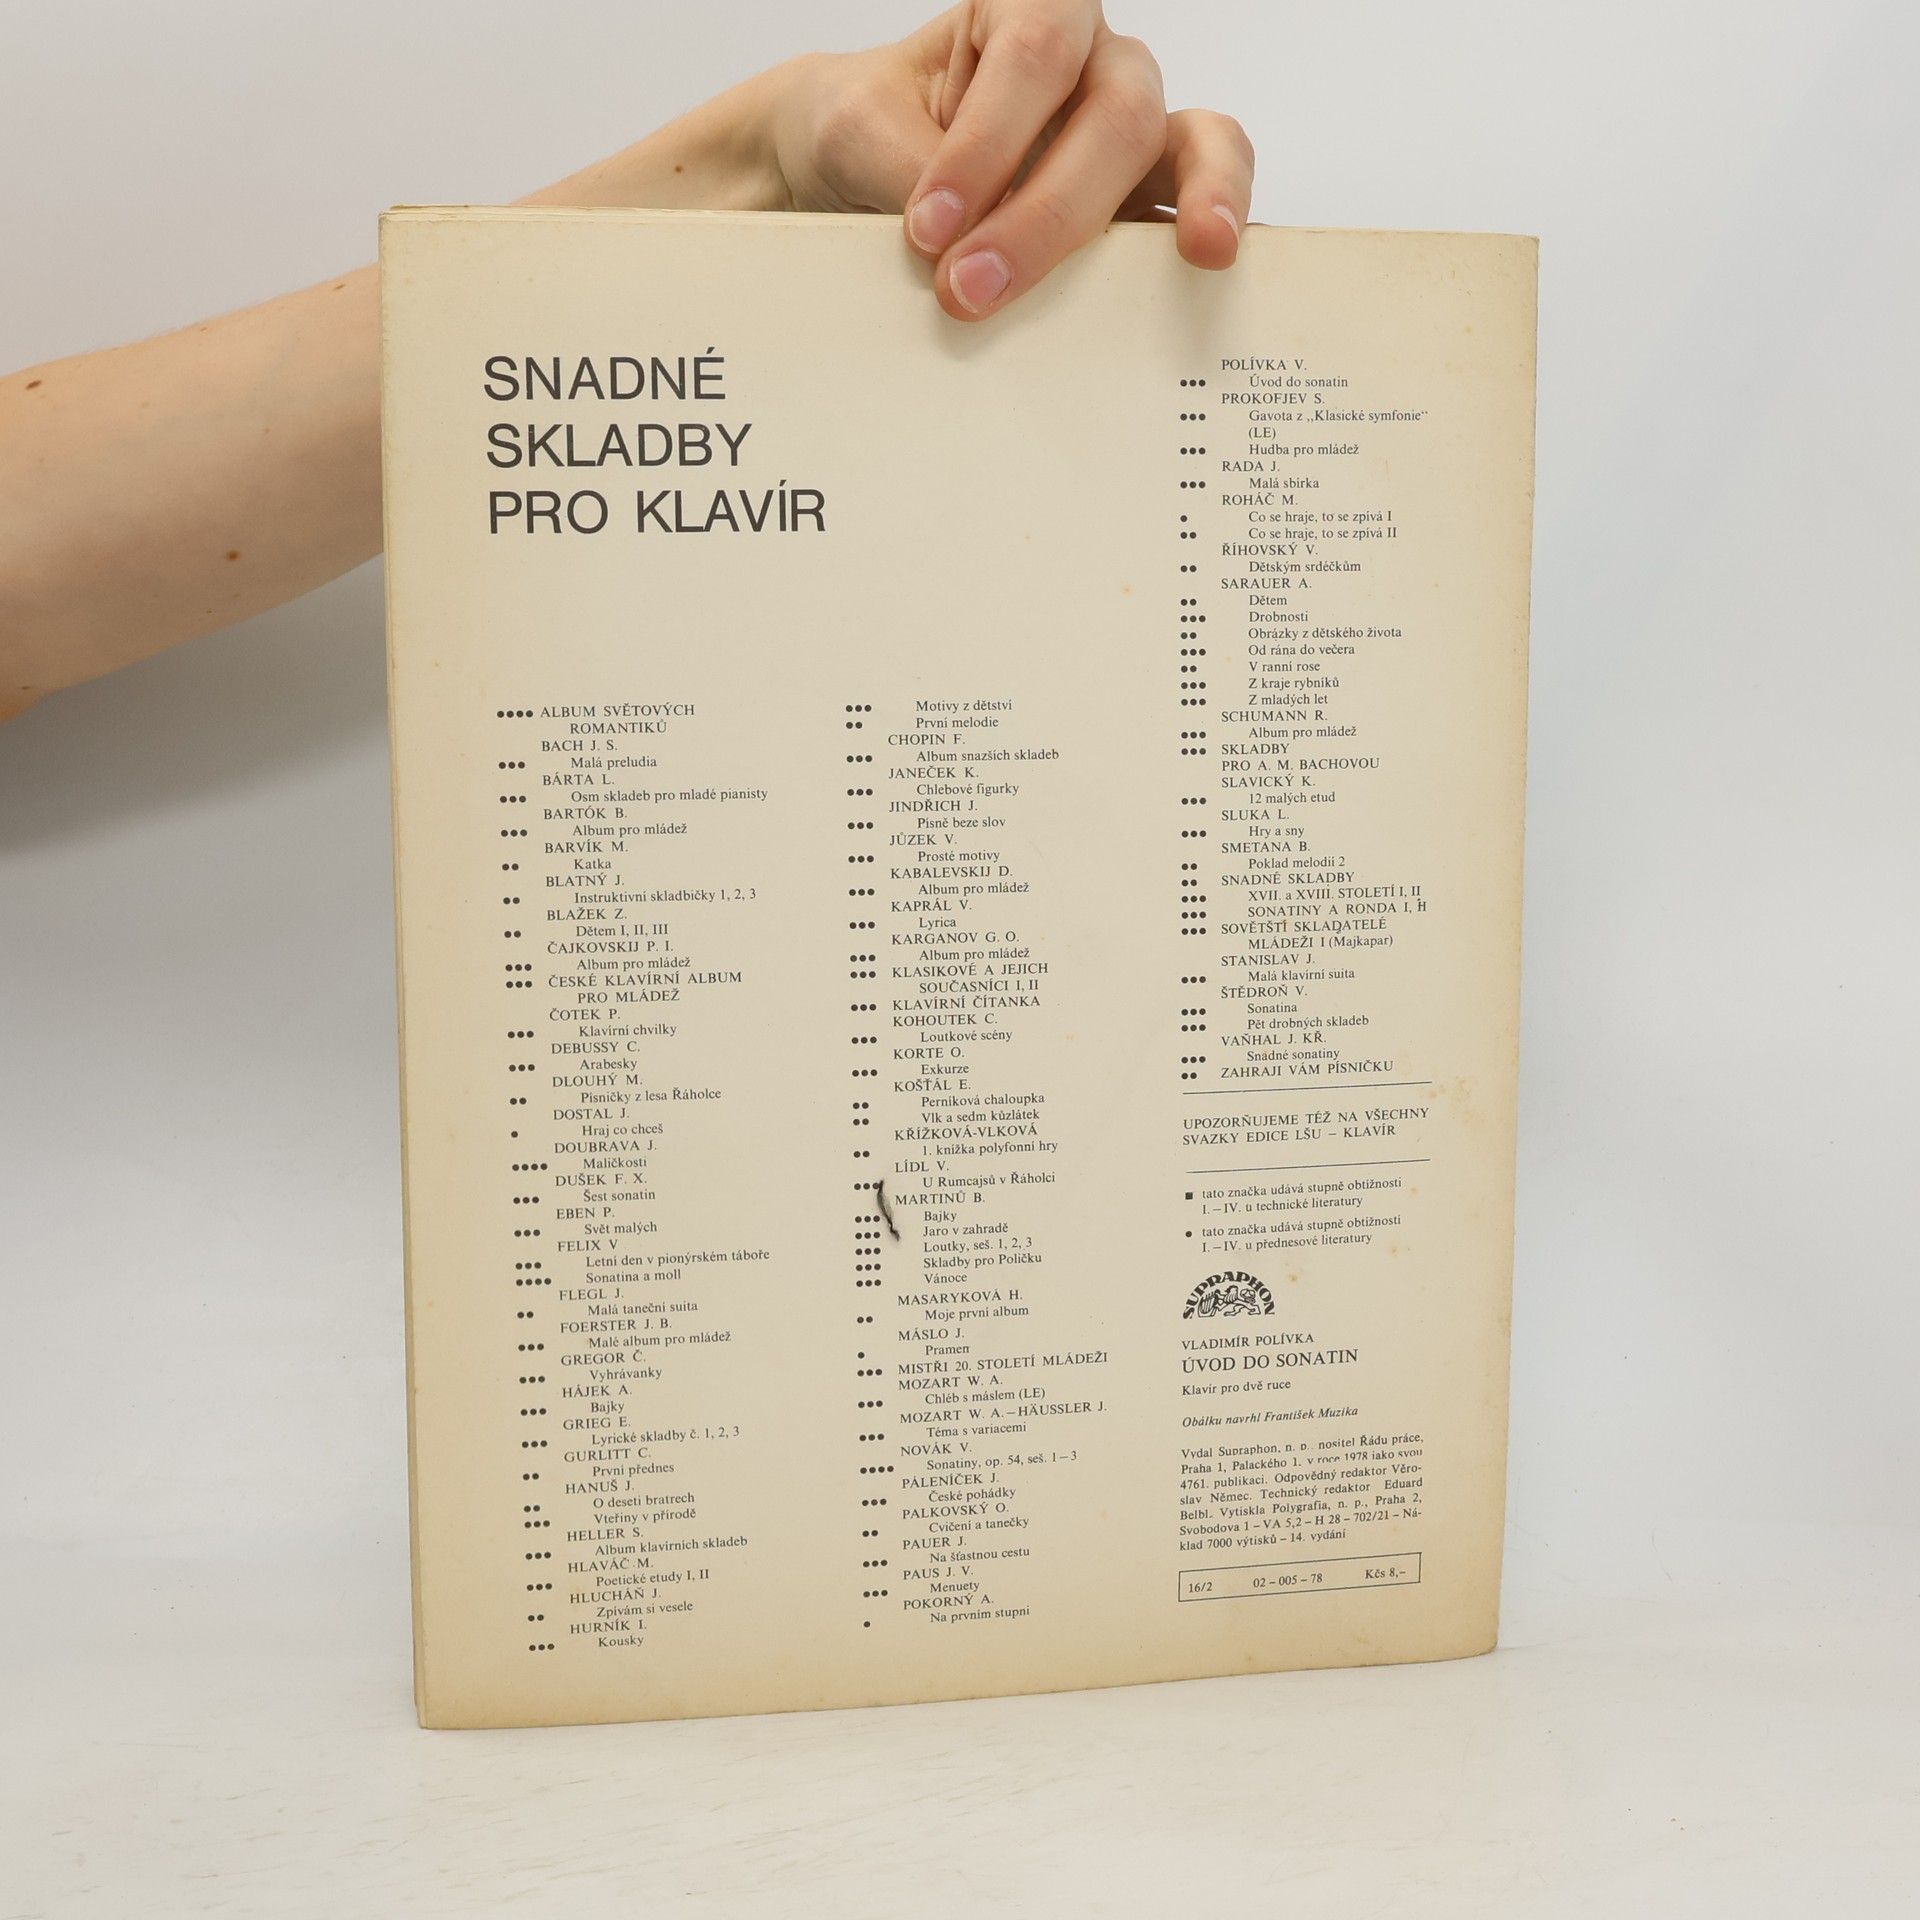 SNADNÉ
SKLADBY
PRO KLAVÍR
•••• ALBUM SVĚTOVÝCH
ROMANTIKŮ
BACH J. S.
••• Malá preludia
BÁRTA L.
••• Osm skladeb pro mladé pianisty
BARTÓK B.
••• Album pro mládež
BARVÍK M.
•• Katka
BLATNÝ J.
•• Instruktivní skladbičky 1, 2, 3
BLAŽEK Z.
•• Dětem I, II, III
ČAJKOVSKIJ P. I.
••• Album pro mládež
••• ČESKÉ KLAVÍRNÍ ALBUM
PRO MLÁDEŽ
ČOTEK P.
••• Klavírní chvilky
DEBUSSY C.
••• Arabesky
DLOUHÝ M.
•• Písničky z lesa Řáholce
DOSTAL J.
• Hraj co chceš
DOUBRAVA J.
•••• Maličkosti
DUŠEK F. X.
••• Šest sonatin
EBEN P.
••• Svět malých
FELIX V
••• Letní den v pionýrském táboře
•••• Sonatina a moll
FLEGL J.
•• Malá taneční suita
FOERSTER J. B.
••• Malé album pro mládež
GREGOR Č.
••• Vyhrávanky
HÁJEK A.
••• Bajky
GRIEG E.
••• Lyrické skladby č. 1, 2, 3
GURLITT C.
•• První přednes
HANUŠ J.
•• O deseti bratrech
••• Vteřiny v přírodě
HELLER S.
••• Album klavírních skladeb
HLAVÁČ M.
••• Poetické etudy I, II
HLUCHÁŇ J.
•• Zpívám si vesele
HURNÍK I.
••• Kousky
••• Motivy z dětství
•• První melodie
CHOPIN F.
••• Album snazších skladeb
JANEČEK K.
••• Chlebové figurky
JINDŘICH J.
••• Písně beze slov
JŮZEK V.
••• Prosté motivy
KABALEVSKIJ D.
••• Album pro mládež
KAPRÁL V.
••• Lyrica
KARGANOV G. O.
••• Album pro mládež
••• KLASIKOVÉ A JEJICH
SOUČASNÍCI I, II
••• KLAVÍRNÍ ČÍTANKA
KOHOUTEK C.
••• Loutkové scény
KORTE O.
••• Exkurze
KOŠŤÁL E.
•• Perníková chaloupka
•• Vlk a sedm kůzlátek
KŘÍŽKOVÁ-VLKOVÁ
•• 1. knížka polyfonní hry
LÍDL V.
••• U Rumcajsů v Řáholci
MARTINŮ B.
••• Bajky
••• Jaro v zahradě
••• Loutky, seš. 1, 2, 3
••• Skladby pro Poličku
••• Vánoce
MASARYKOVÁ H.
•• Moje první album
MÁSLO J.
• Pramen
••• MISTŘI 20. STOLETÍ MLÁDEŽI
MOZART W. A.
••• Chléb s máslem (LE)
MOZART W. A. – HÄUSSLER J.
••• Téma s variacemi
NOVÁK V.
•••• Sonatiny, op. 54, seš. 1 – 3
PÁLENÍČEK J.
••• České pohádky
PALKOVSKÝ O.
•• Cvičení a tanečky
PAUER J.
••• Na šťastnou cestu
PAUS J. V.
••• Menuety
POKORNÝ A.
• Na prvním stupni
POLÍVKA V.
••• Úvod do sonatin
PROKOFJEV S.
••• Gavota z „Klasické symfonie“
(LE)
••• Hudba pro mládež
RADA J.
••• Malá sbírka
ROHÁČ M.
• Co se hraje, to se zpívá I
•• Co se hraje, to se zpívá II
ŘÍHOVSKÝ V.
•• Dětským srdéčkům
SARAUER A.
•• Dětem
••• Drobnosti
•• Obrázky z dětského života
••• Od rána do večera
•• V ranní rose
••• Z kraje rybníků
••• Z mladých let
SCHUMANN R.
••• Album pro mládež
••• SKLADBY
PRO A. M. BACHOVOU
SLAVICKÝ K.
••• 12 malých etud
SLUKA L.
••• Hry a sny
SMETANA B.
•• Poklad melodií 2
•• SNADNÉ SKLADBY
••• XVII. a XVIII. STOLETÍ I, II
••• SONATINY A RONDA I, II
••• SOVĚTŠTÍ SKLADATELÉ
MLÁDEŽI I (Majkapar)
STANISLAV J.
••• Malá klavírní suita
ŠTĚDROŇ V.
••• Sonatina
••• Pět drobných skladeb
VAŇHAL J. KŘ.
••• Snadné sonatiny
•• ZAHRAJI VÁM PÍSNIČKU
UPOZORŇUJEME TÉŽ NA VŠECHNY
SVAZKY EDICE LŠU – KLAVÍR
■ tato značka udává stupně obtížnosti
I. – IV. u technické literatury
• tato značka udává stupně obtížnosti
I. – IV. u přednesové literatury
SUPRAPHON
VLADIMÍR POLÍVKA
ÚVOD DO SONATIN
Klavír pro dvě ruce
Obálku navrhl František Muzika
Vydal Supraphon, n. p., nositel Řádu práce,
Praha 1, Palackého 1, v roce 1978 jako svou
4761. publikaci. Odpovědný redaktor Věro-
slav Němec. Technický redaktor Eduard
Belbl. Vytiskla Polygrafia, n. p., Praha 2,
Svobodova 1 – VA 5,2 – H 28 – 702/21 – Ná-
klad 7000 výtisků – 14. vydání
16/2 02 – 005 – 78 Kčs 8,–